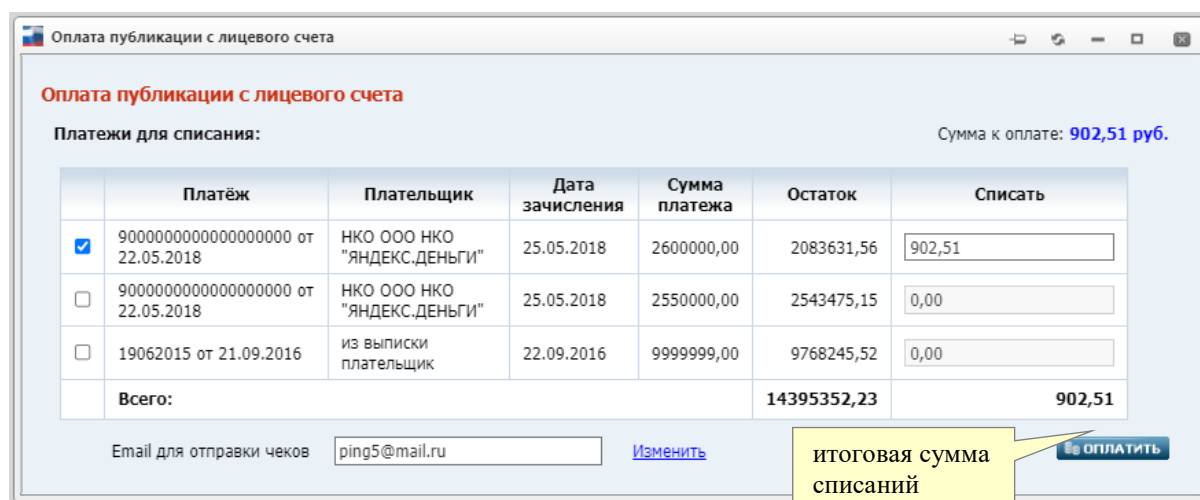 Оплата публикации с лицевого счета
Оплата публикации с лицевого счета
Платежи для списания:
Сумма к оплате: 902,51 руб.
Платёж Плательщик Дата зачисления Сумма платежа Остаток Списать
9000000000000000000 от 22.05.2018 НКО ООО НКО "ЯНДЕКС.ДЕНЬГИ" 25.05.2018 2600000,00 2083631,56 902,51
9000000000000000000 от 22.05.2018 НКО ООО НКО "ЯНДЕКС.ДЕНЬГИ" 25.05.2018 2550000,00 2543475,15 0,00
19062015 от 21.09.2016 из выписки плательщик 22.09.2016 9999999,00 9768245,52 0,00
Всего: 14395352,23 902,51
Email для отправки чеков ping5@mail.ru Изменить ОПЛАТИТЬ
итоговая сумма
списаний